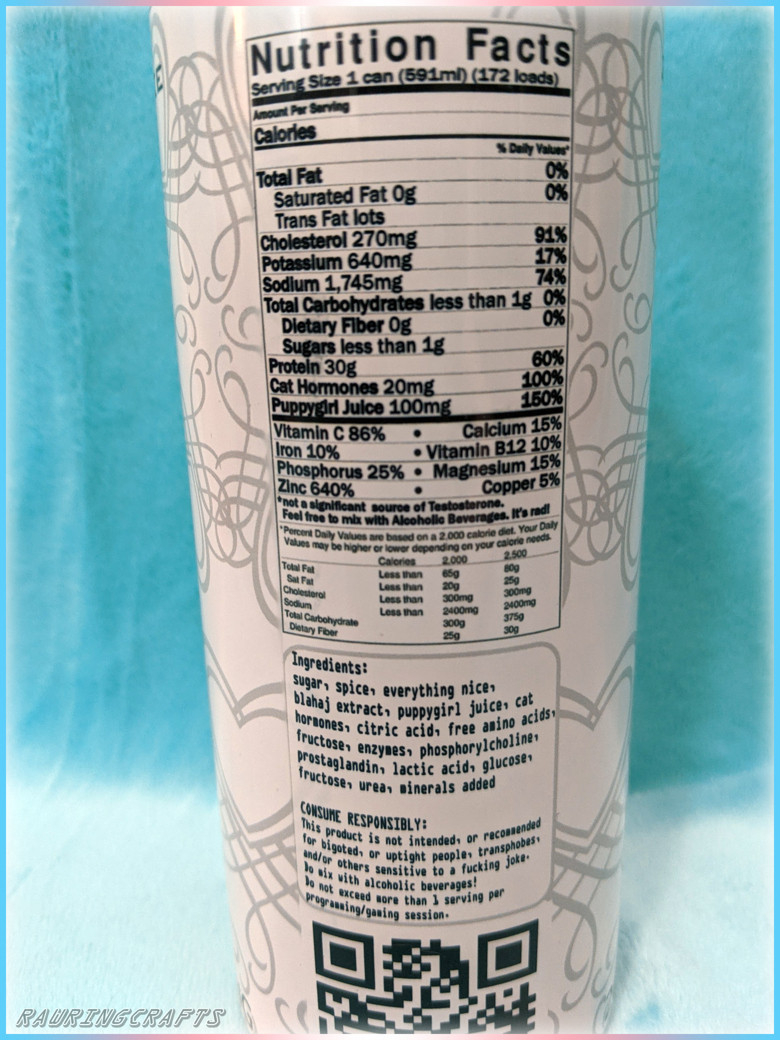 Nutrition Facts
Serving Size 1 can (591ml) (172 loads)
Amount Per Serving
Calories
% Daily Values*
Total Fat 0%
Saturated Fat 0g 0%
Trans Fat lots
Cholesterol 270mg 91%
Potassium 640mg 17%
Sodium 1,745mg 74%
Total Carbohydrates less than 1g 0%
Dietary Fiber 0g 0%
Sugars less than 1g
Protein 30g 60%
Cat Hormones 20mg 100%
Puppygirl Juice 100mg 150%
Vitamin C 86% • Calcium 15%
Iron 10% • Vitamin B12 10%
Phosphorus 25% • Magnesium 15%
Zinc 640% • Copper 5%
*not a significant source of Testosterone.
Feel free to mix with Alcoholic Beverages. It's rad!
*Percent Daily Values are based on a 2,000 calorie diet. Your Daily
Values may be higher or lower depending on your calorie needs.
Calories 2,000 2,500
Total Fat Less than 65g 80g
Sat Fat Less than 20g 25g
Cholesterol Less than 300mg 300mg
Sodium Less than 2400mg 2400mg
Total Carbohydrate 300g 375g
Dietary Fiber 25g 30g
Ingredients:
sugar, spice, everything nice,
blahaj extract, puppygirl juice, cat
hormones, citric acid, free amino acids,
fructose, enzymes, phosphorylcholine,
prostaglandin, lactic acid, glucose,
fructose, urea, minerals added
CONSUME RESPONSIBLY:
This product is not intended, or recommended
for bigoted, or uptight people, transphobes,
and/or others sensitive to a fucking joke.
Do mix with alcoholic beverages!
Do not exceed more than 1 serving per
programming/gaming session.
RAWRINGCRAFTS